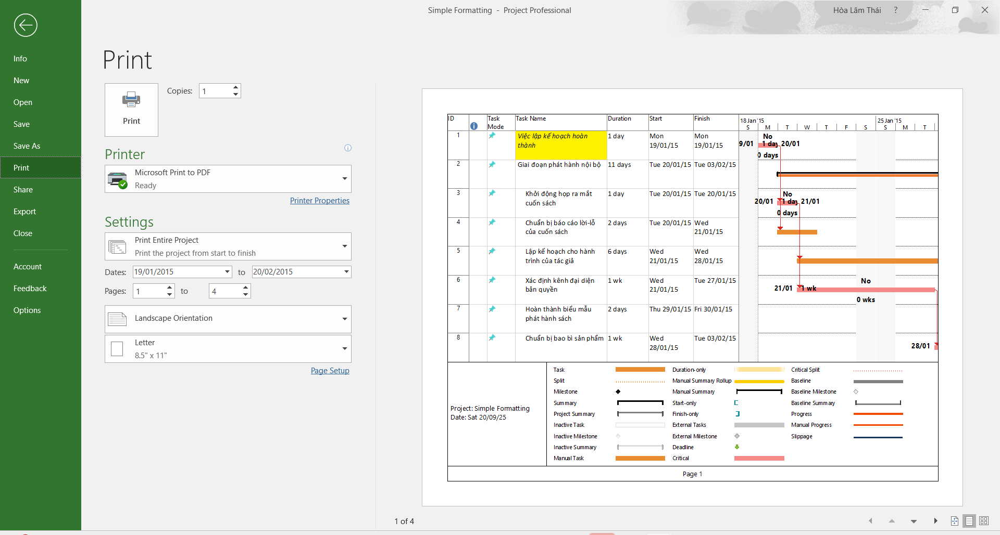 Simple Formatting - Project Professional
Hòa Lâm Thái
?
Info
New
Open
Save
Save As
Print
Share
Export
Close
Account
Feedback
Options
Print
Print
Copies: 1
Printer
Microsoft Print to PDF
Ready
Printer Properties
Settings
Print Entire Project
Print the project from start to finish
Dates: 19/01/2015 to 20/02/2015
Pages: 1 to 4
Landscape Orientation
Letter
8.5" x 11"
Page Setup
ID Task Mode Task Name Duration Start Finish
18 Jan '15 25 Jan '15
S M T W T F S S M T
1 Việc lập kế hoạch hoàn thành 1 day Mon 19/01/15 Mon 19/01/15
No
9/01 1 day 20/01
0 days
2 Giai đoạn phát hành nội bộ 11 days Tue 20/01/15 Tue 03/02/15
3 Khởi động họp ra mắt cuốn sách 1 day Tue 20/01/15 Tue 20/01/15
No
20/01 1 day 21/01
0 days
4 Chuẩn bị báo cáo lời-lỗ của cuốn sách 2 days Tue 20/01/15 Wed 21/01/15
5 Lập kế hoạch cho hành trình của tác giả 6 days Wed 21/01/15 Wed 28/01/15
6 Xác định kênh đại diện bản quyền 1 wk Wed 21/01/15 Tue 27/01/15
No
21/01 1 wk
0 wks
7 Hoàn thành biểu mẫu phát hành sách 2 days Thu 29/01/15 Fri 30/01/15
8 Chuẩn bị bao bì sản phẩm 1 wk Wed 28/01/15 Tue 03/02/15
28/01
Project: Simple Formatting
Date: Sat 20/09/25
Task
Split
Milestone
Summary
Project Summary
Inactive Task
Inactive Milestone
Inactive Summary
Manual Task
Duration-only
Manual Summary Rollup
Manual Summary
Start-only
Finish-only
External Tasks
External Milestone
Deadline
Critical
Critical Split
Baseline
Baseline Milestone
Baseline Summary
Progress
Manual Progress
Slippage
Page 1
1 of 4